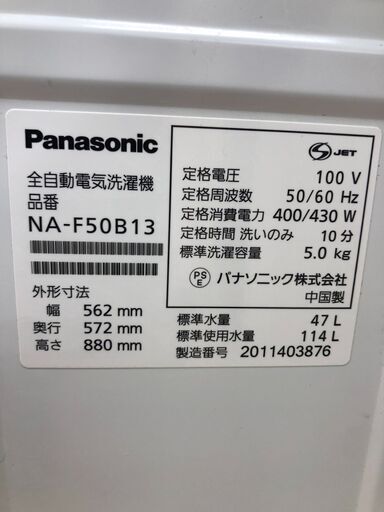 Panasonic
全自動電気洗濯機
品番
NA-F50B13
外形寸法
幅 562 mm
奥行 572 mm
高さ 880 mm
S JET
定格電圧 100 V
定格周波数 50/60 Hz
定格消費電力 400/430 W
定格時間 洗いのみ 10分
標準洗濯容量 5.0 kg
PS E パナソニック株式会社
中国製
標準水量 47 L
標準使用水量 114 L
製造番号 2011403876